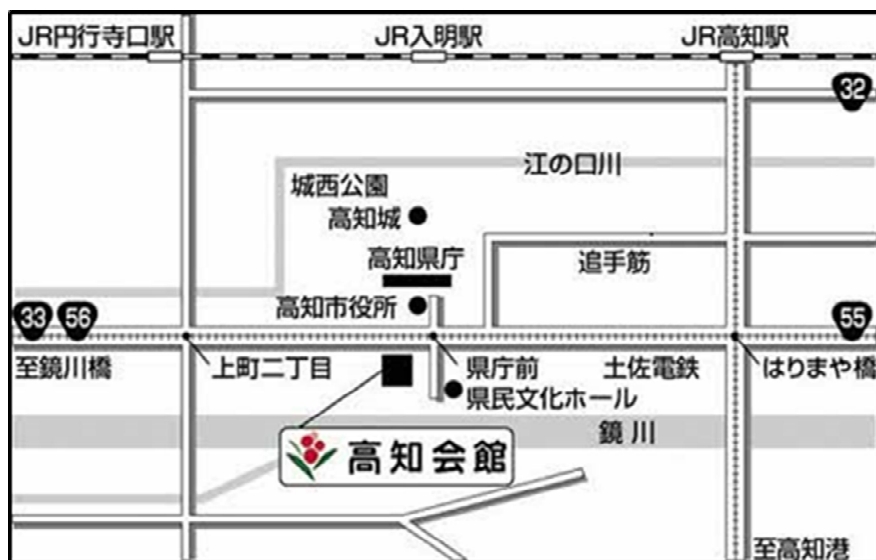 JR円行寺口駅
JR入明駅
JR高知駅
32
江の口川
城西公園
高知城
高知県庁
追手筋
高知市役所
33
56
55
至鏡川橋
上町二丁目
県庁前
土佐電鉄
はりまや橋
県民文化ホール
鏡川
高知会館
至高知港